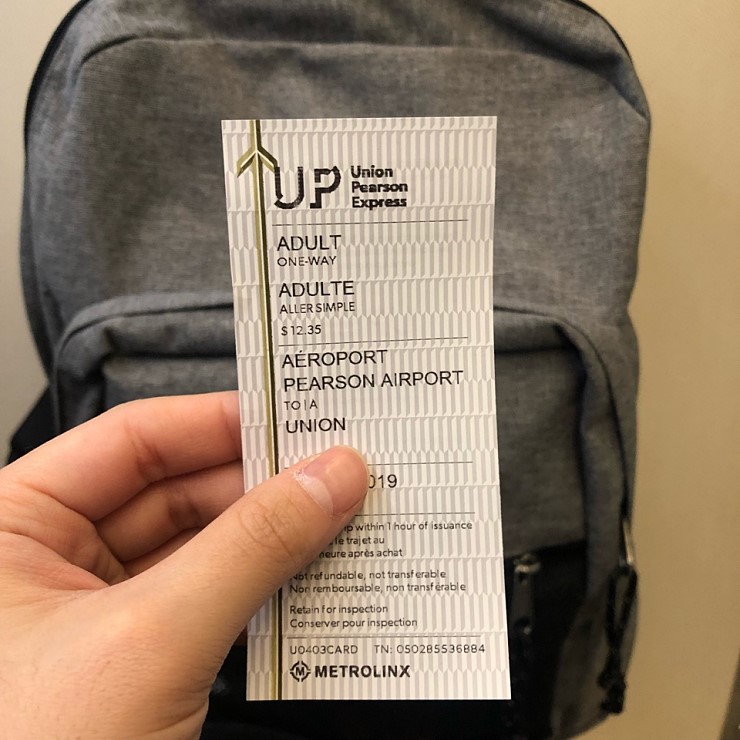 UP Union
Pearson
Express
ADULT
ONE-WAY
ADULTE
ALLER SIMPLE
$12.35
AÉROPORT
PEARSON AIRPORT
TO | A
UNION
019
within 1 hour of issuance
le trajet au
heure après achat
Not refundable, not transferable
Non remboursable, non transférable
Retain for inspection
Conserver pour inspection
U0403CARD TN: 050285536884
METROLINX